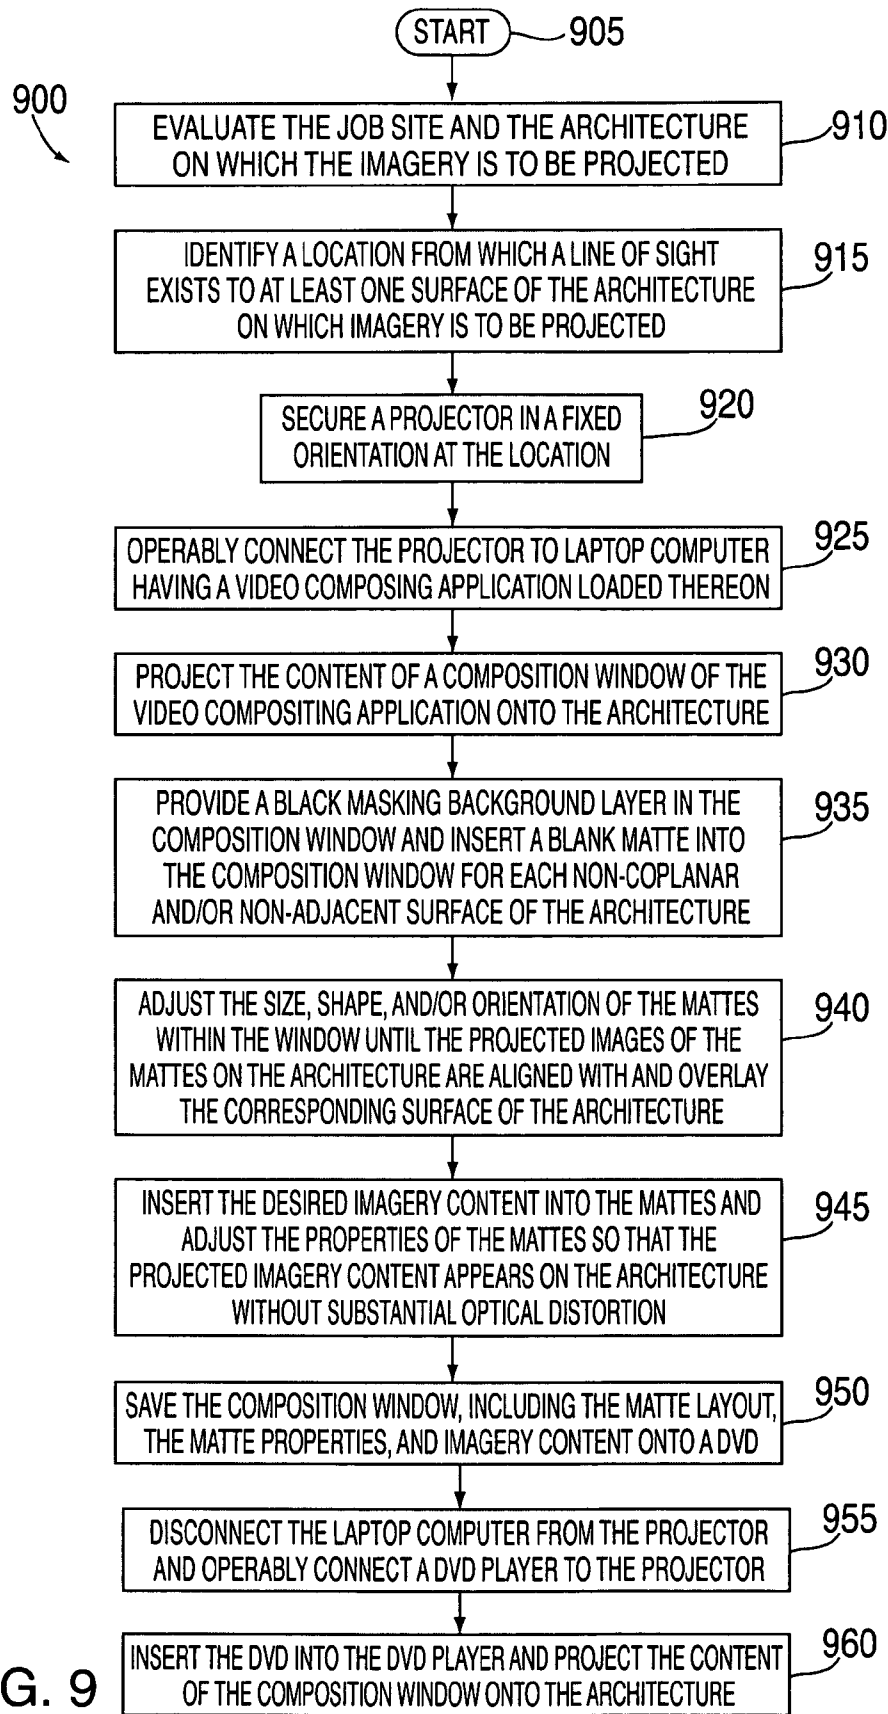 START
905
900
EVALUATE THE JOB SITE AND THE ARCHITECTURE
ON WHICH THE IMAGERY IS TO BE PROJECTED
910
IDENTIFY A LOCATION FROM WHICH A LINE OF SIGHT
EXISTS TO AT LEAST ONE SURFACE OF THE ARCHITECTURE
ON WHICH IMAGERY IS TO BE PROJECTED
915
SECURE A PROJECTOR IN A FIXED
ORIENTATION AT THE LOCATION
920
OPERABLY CONNECT THE PROJECTOR TO LAPTOP COMPUTER
HAVING A VIDEO COMPOSING APPLICATION LOADED THEREON
925
PROJECT THE CONTENT OF A COMPOSITION WINDOW OF THE
VIDEO COMPOSITING APPLICATION ONTO THE ARCHITECTURE
930
PROVIDE A BLACK MASKING BACKGROUND LAYER IN THE
COMPOSITION WINDOW AND INSERT A BLANK MATTE INTO
THE COMPOSITION WINDOW FOR EACH NON-COPLANAR
AND/OR NON-ADJACENT SURFACE OF THE ARCHITECTURE
935
ADJUST THE SIZE, SHAPE, AND/OR ORIENTATION OF THE MATTES
WITHIN THE WINDOW UNTIL THE PROJECTED IMAGES OF THE
MATTES ON THE ARCHITECTURE ARE ALIGNED WITH AND OVERLAY
THE CORRESPONDING SURFACE OF THE ARCHITECTURE
940
INSERT THE DESIRED IMAGERY CONTENT INTO THE MATTES AND
ADJUST THE PROPERTIES OF THE MATTES SO THAT THE
PROJECTED IMAGERY CONTENT APPEARS ON THE ARCHITECTURE
WITHOUT SUBSTANTIAL OPTICAL DISTORTION
945
SAVE THE COMPOSITION WINDOW, INCLUDING THE MATTE LAYOUT,
THE MATTE PROPERTIES, AND IMAGERY CONTENT ONTO A DVD
950
DISCONNECT THE LAPTOP COMPUTER FROM THE PROJECTOR
AND OPERABLY CONNECT A DVD PLAYER TO THE PROJECTOR
955
INSERT THE DVD INTO THE DVD PLAYER AND PROJECT THE CONTENT
OF THE COMPOSITION WINDOW ONTO THE ARCHITECTURE
960
G. 9